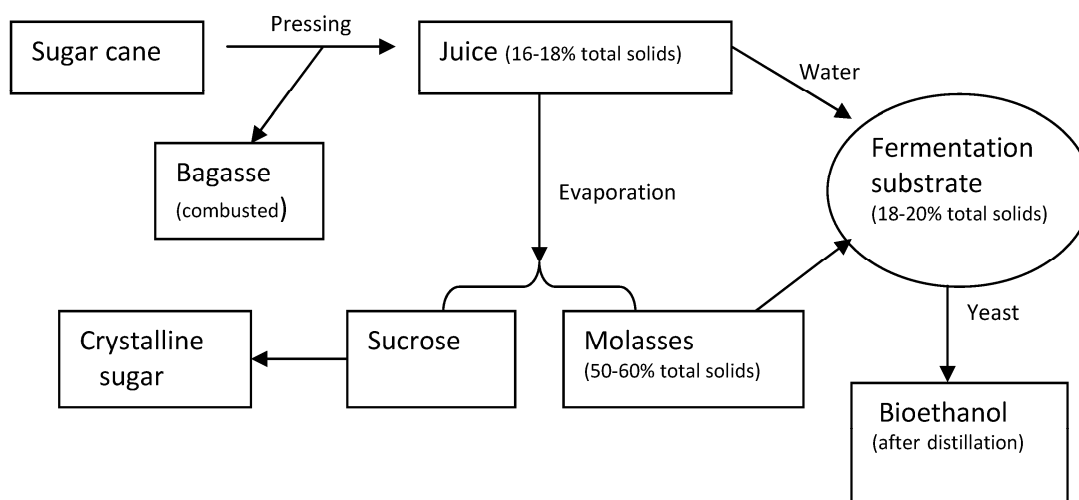 Pressing
Sugar cane
Juice (16-18% total solids)
Water
Bagasse
(combusted)
Evaporation
Fermentation
substrate
(18-20% total solids)
Crystalline
sugar
Sucrose
Molasses
(50-60% total solids)
Yeast
Bioethanol
(after distillation)